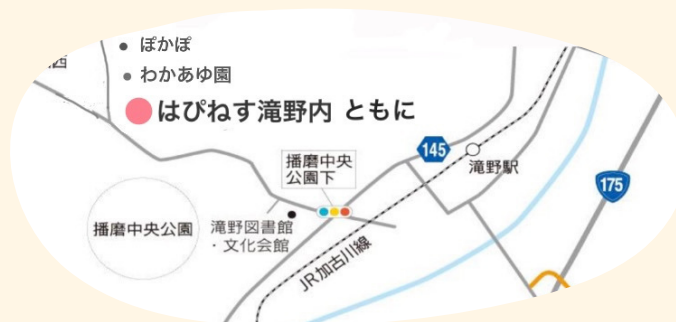 ぽかぽ
西
わかあゆ園
はぴねす滝野内 ともに
145
播磨中央
公園下
滝野駅
175
播磨中央公園
滝野図書館
・文化会館
JR加古川線